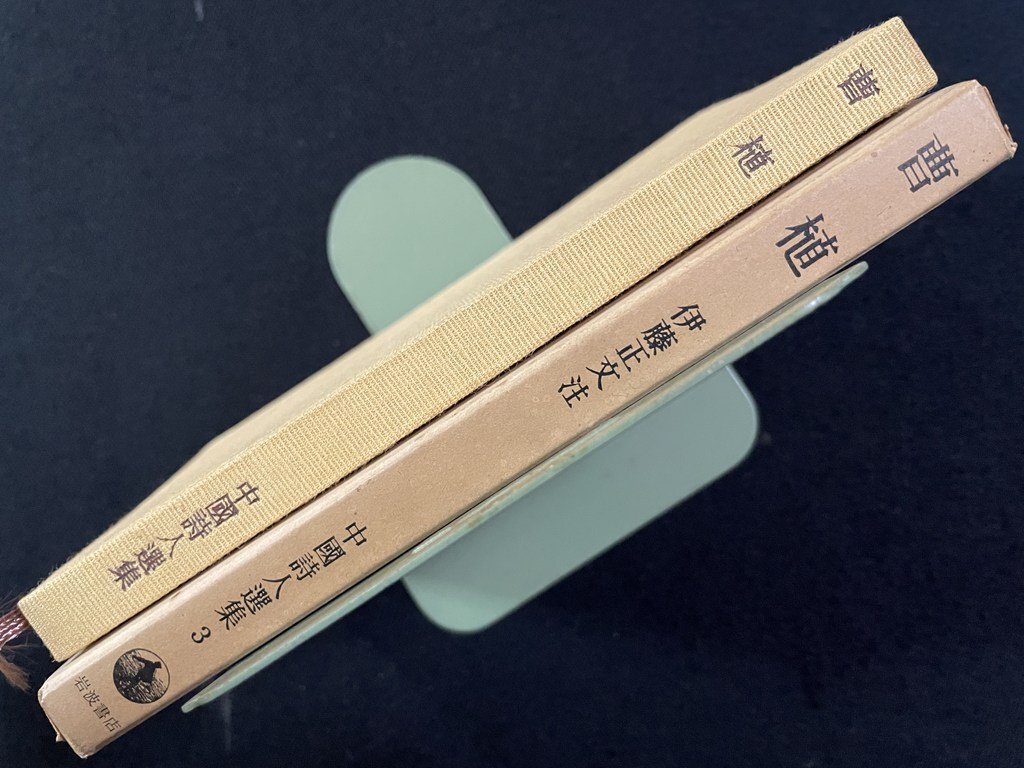 曹植
中國詩人選集
曹植
伊藤正文注
中國詩人選集 3
岩波書店